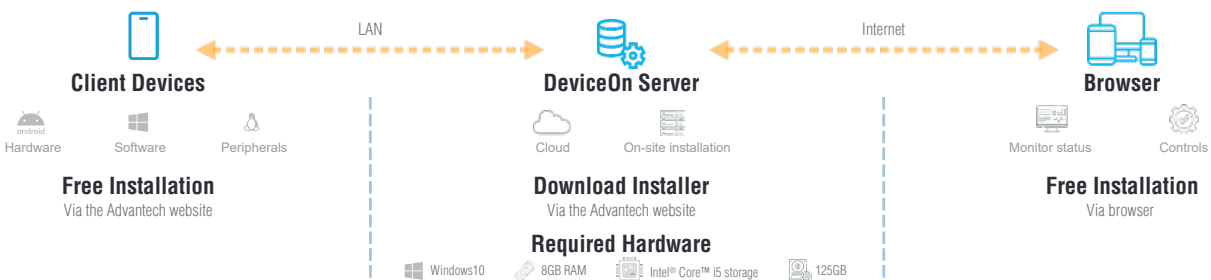 LAN
Internet
Client Devices
DeviceOn Server
Browser
android
Hardware
Software
Peripherals
Cloud
On-site installation
Monitor status
Controls
Free Installation
Via the Advantech website
Download Installer
Via the Advantech website
Free Installation
Via browser
Required Hardware
Windows10
8GB RAM
Intel® Core™ i5 storage
125GB